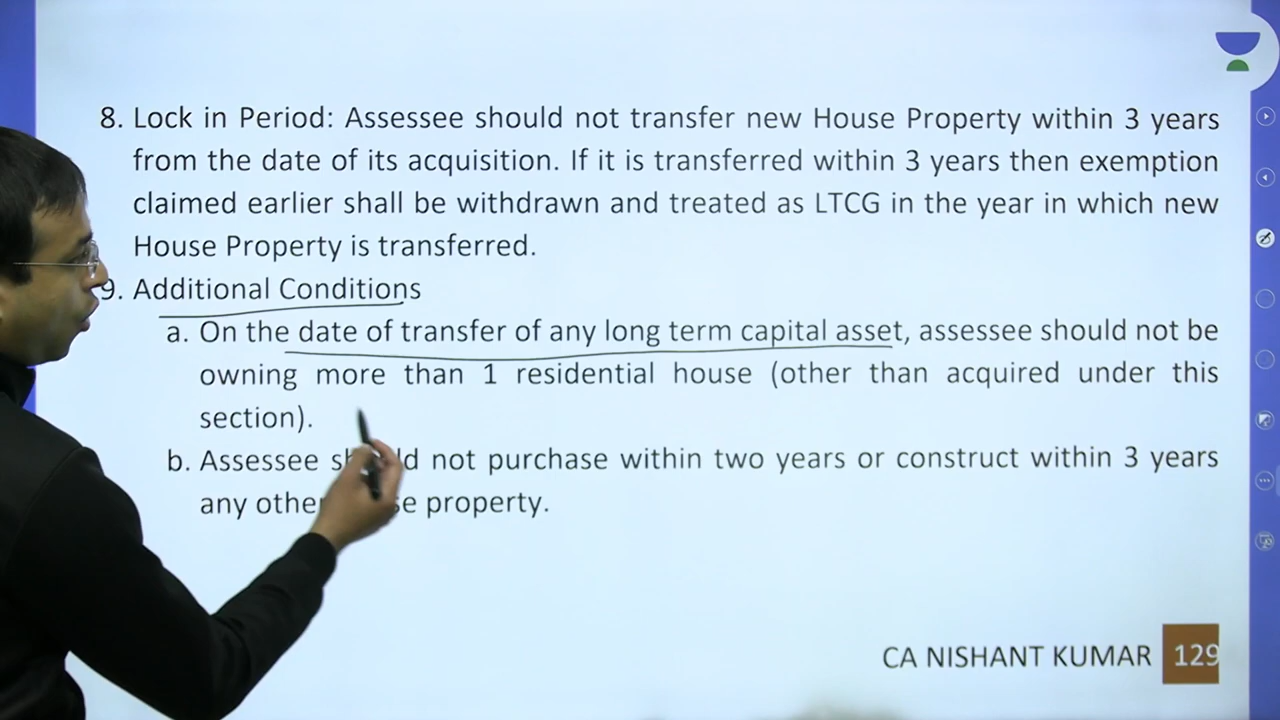 8. Lock in Period: Assessee should not transfer new House Property within 3 years
from the date of its acquisition. If it is transferred within 3 years then exemption
claimed earlier shall be withdrawn and treated as LTCG in the year in which new
House Property is transferred.
9. Additional Conditions
a. On the date of transfer of any long term capital asset, assessee should not be
owning more than 1 residential house (other than acquired under this
section).
b. Assessee should not purchase within two years or construct within 3 years
any other property.
CA NISHANT KUMAR 129